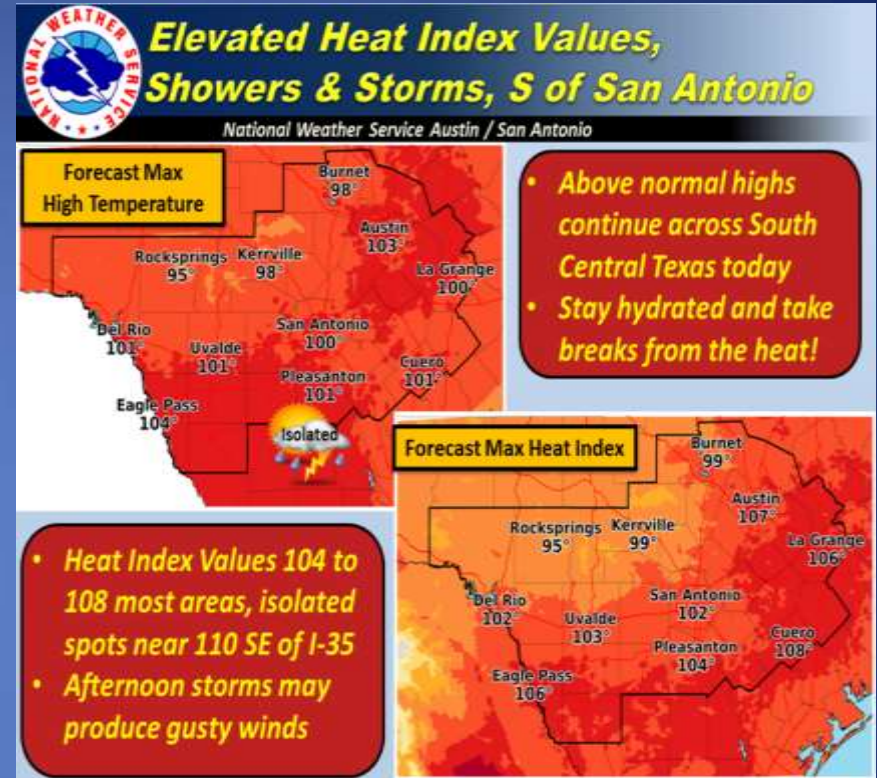 NATIONAL WEATHER SERVICE
Elevated Heat Index Values,
Showers & Storms, S of San Antonio
National Weather Service Austin / San Antonio
Forecast Max
High Temperature
Burnet
98°
Austin
103°
Rocksprings
95°
Kerrville
98°
La Grange
100°
Del Rio
101°
Uvalde
101°
San Antonio
100°
Pleasanton
101°
Cuero
101°
Eagle Pass
104°
Isolated
• Above normal highs
continue across South
Central Texas today
• Stay hydrated and take
breaks from the heat!
• Heat Index Values 104 to
108 most areas, isolated
spots near 110 SE of I-35
• Afternoon storms may
produce gusty winds
Forecast Max Heat Index
Burnet
99°
Austin
107°
Rocksprings
95°
Kerrville
99°
La Grange
106°
Del Rio
102°
Uvalde
103°
San Antonio
102°
Pleasanton
104°
Cuero
108°
Eagle Pass
106°